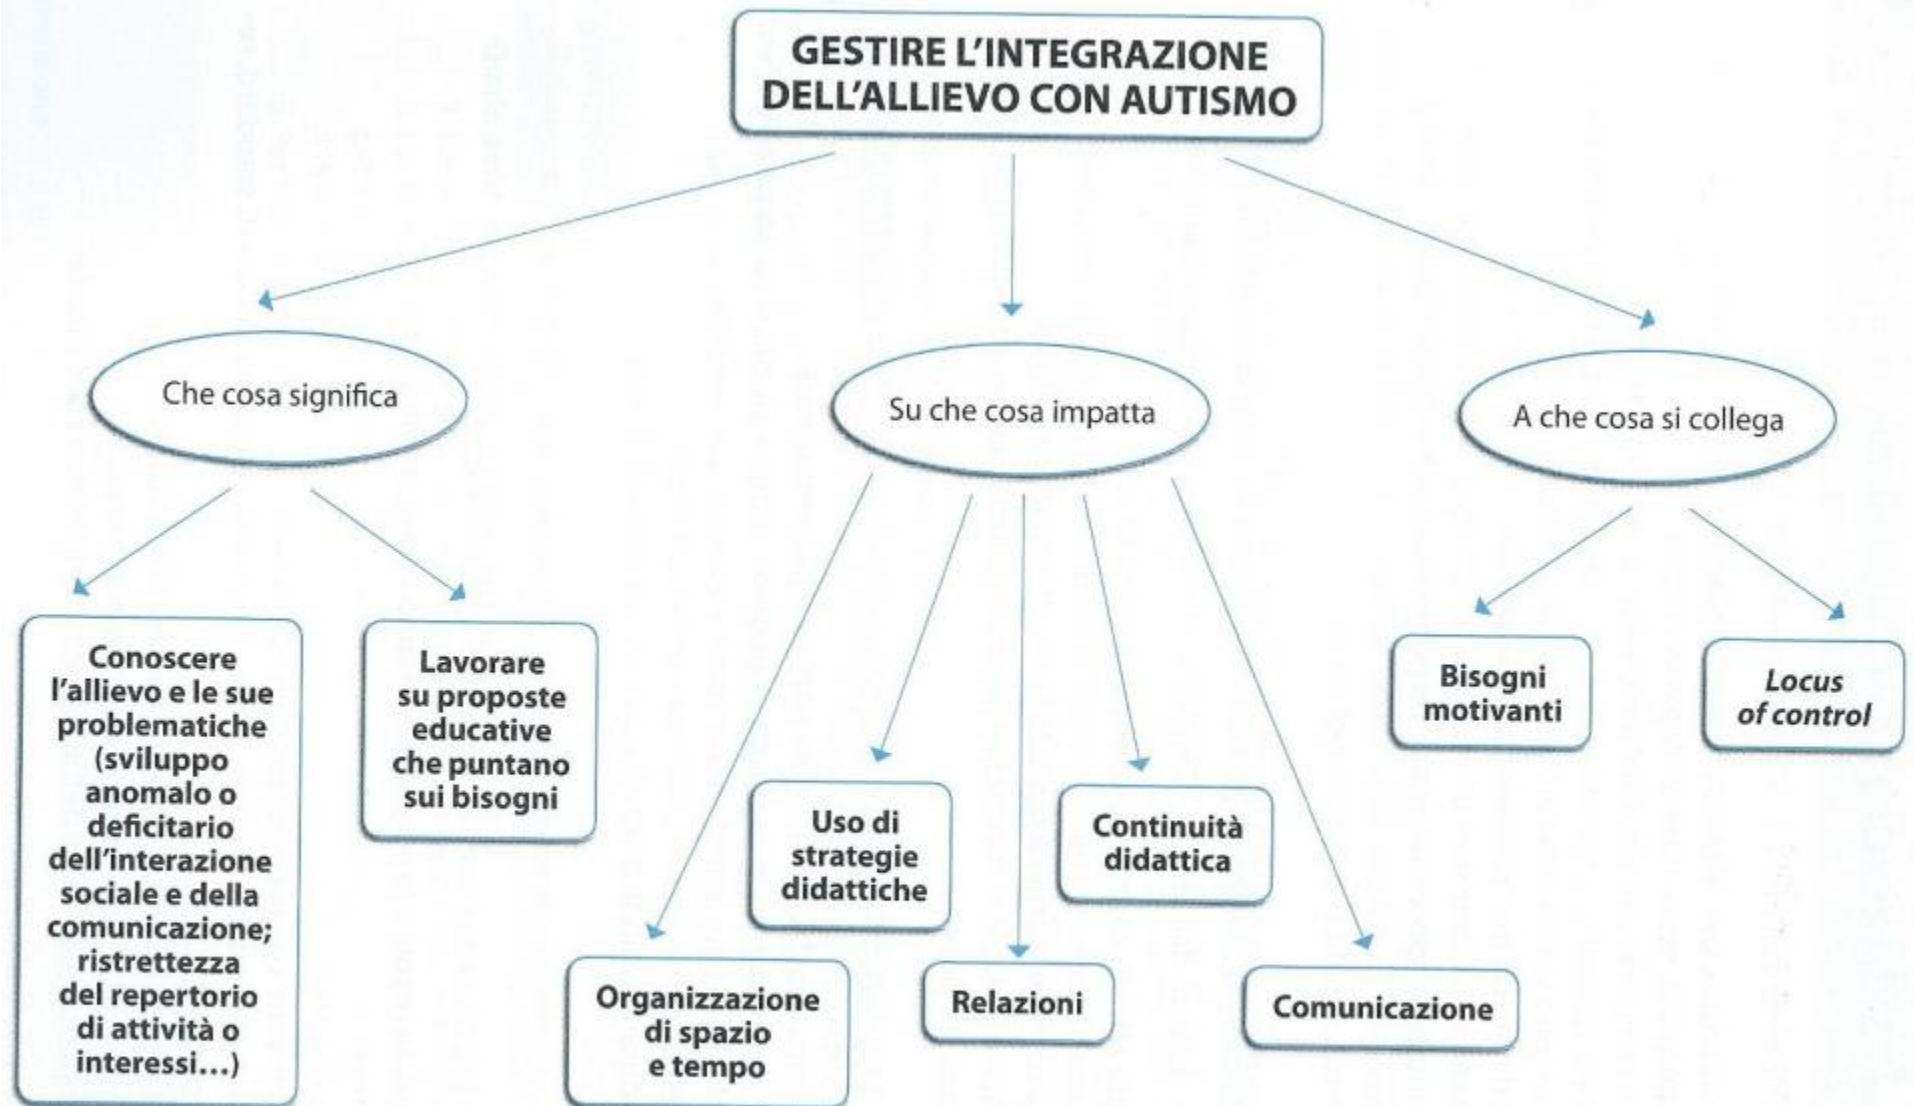 GESTIRE L'INTEGRAZIONE
DELL'ALLIEVO CON AUTISMO
Che cosa significa
Su che cosa impatta
A che cosa si collega
Conoscere
l'allievo e le sue
problematiche
(sviluppo
anomalo o
deficitario
dell'interazione
sociale e della
comunicazione;
ristrettezza
del repertorio
di attività o
interessi...)
Lavorare
su proposte
educative
che puntano
sui bisogni
Organizzazione
di spazio
e tempo
Uso di
strategie
didattiche
Relazioni
Continuità
didattica
Comunicazione
Bisogni
motivanti
Locus
of control